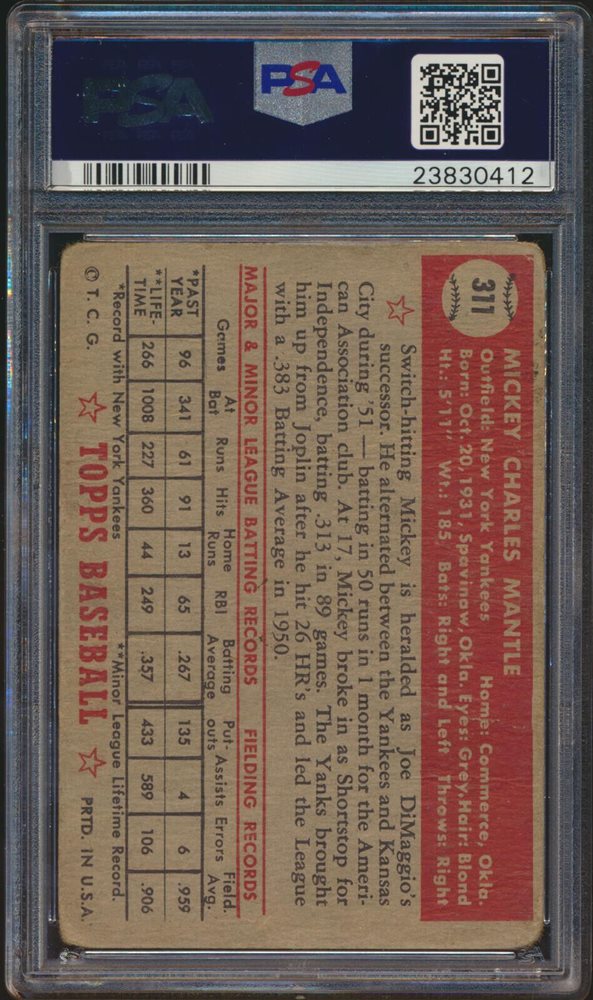 PSA
PSA
23830412
311
MICKEY CHARLES MANTLE
Outfield: New York Yankees Home: Commerce, Okla.
Born: Oct. 20, 1931, Spavinaw, Okla. Eyes: Grey. Hair: Blond
Ht.: 5'11" Wt.: 185 Bats: Right and Left Throws: Right
Switch-hitting Mickey is heralded as Joe DiMaggio's
successor. He alternated between the Yankees and Kansas
City during '51—batting in 50 runs in 1 month for the Ameri-
can Association club. At 17, Mickey broke in as Shortstop for
Independence, batting .313 in 89 games. The Yanks brought
him up from Joplin after he hit 26 HR's and led the League
with a .383 Batting Average in 1950.
MAJOR & MINOR LEAGUE BATTING RECORDS FIELDING RECORDS
Games At Bat Runs Hits Home Runs RBI Batting Average Put-outs Assists Errors Field. Avg.
*PAST YEAR 96 341 61 91 13 65 .267 135 4 6 .959
**LIFE-TIME 266 1008 227 360 44 249 .357 433 589 106 .906
*Record with New York Yankees **Minor League Lifetime Record.
© T. C. G. TOPPS BASEBALL PRTD. IN U.S.A.